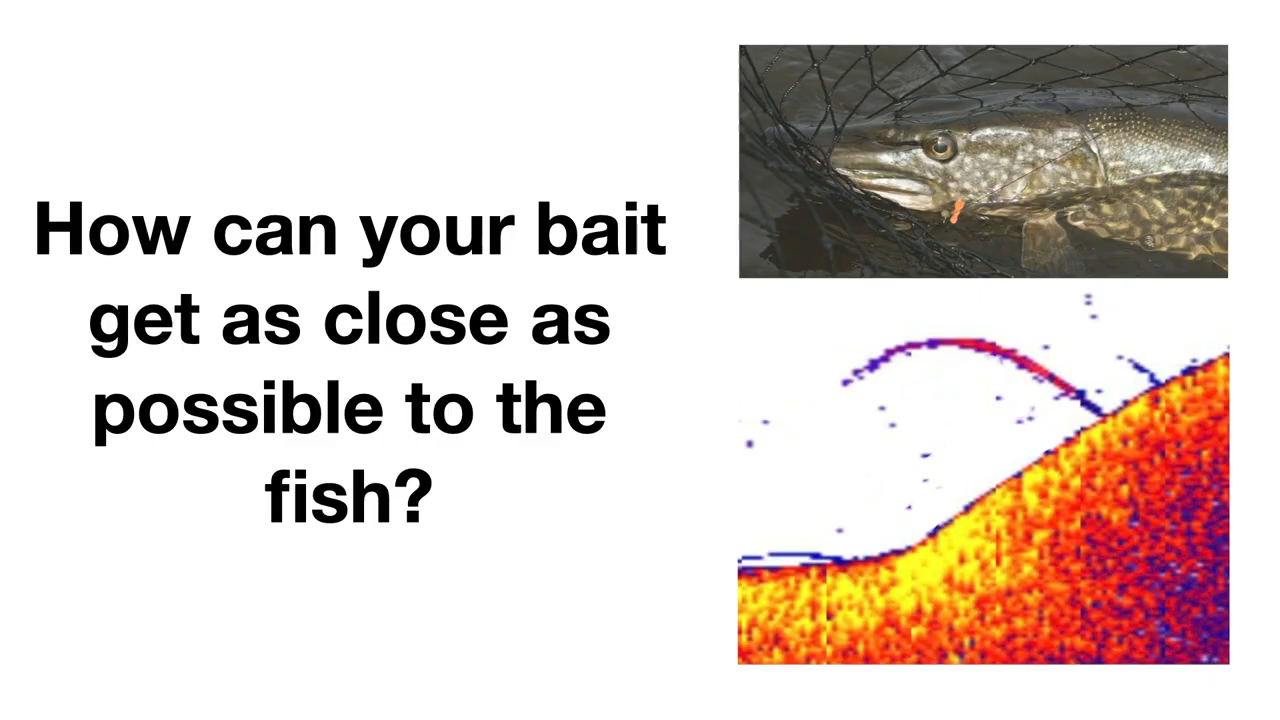 How can your bait
get as close as
possible to the
fish?